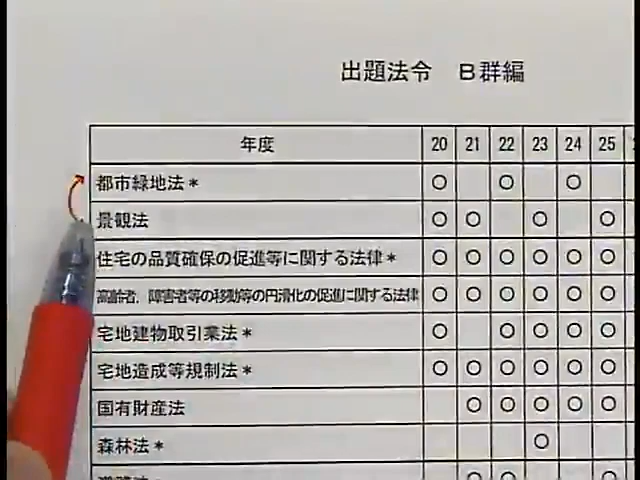 出題法令 B群編
年度 20 21 22 23 24 25
都市緑地法* ○ ○ ○
景観法 ○ ○ ○ ○
住宅の品質確保の促進等に関する法律* ○ ○ ○ ○ ○ ○
高齢者、障害者等の移動等の円滑化の促進に関する法律 ○ ○ ○ ○ ○ ○
宅地建物取引業法* ○ ○ ○ ○ ○
宅地造成等規制法* ○ ○ ○ ○ ○ ○
国有財産法 ○ ○ ○ ○ ○
森林法* ○